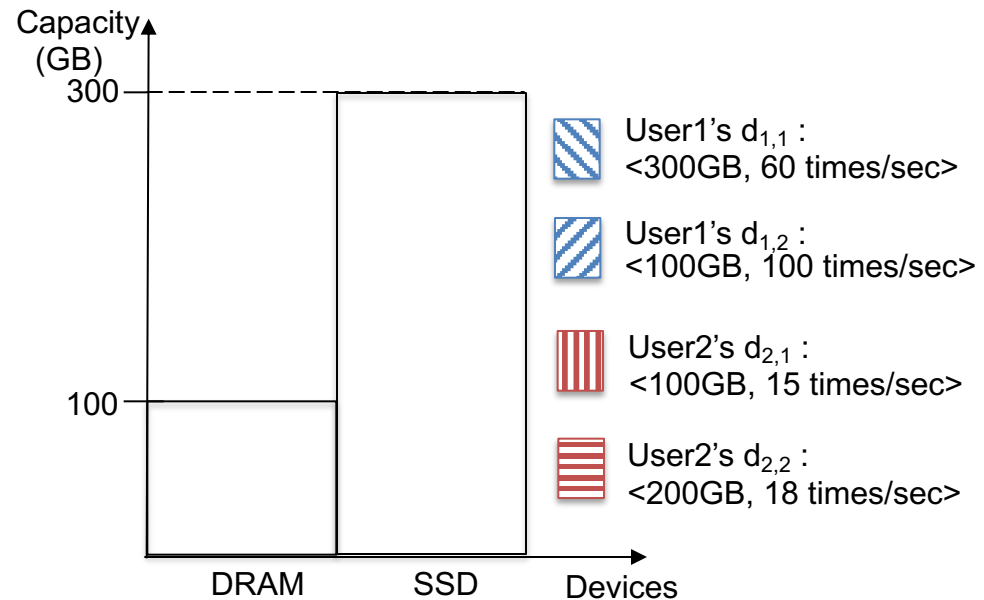 Capacity
(GB)
300
100
DRAM
SSD
Devices
User1’s d1,1 :
<300GB, 60 times/sec>
User1’s d1,2 :
<100GB, 100 times/sec>
User2’s d2,1 :
<100GB, 15 times/sec>
User2’s d2,2 :
<200GB, 18 times/sec>